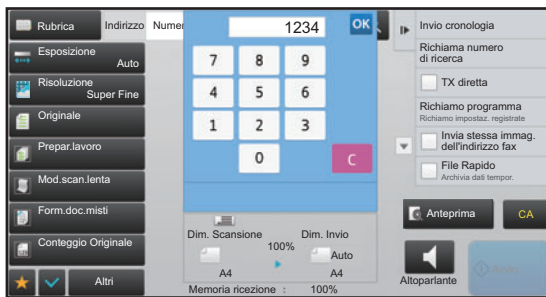 Rubrica
Indirizzo
Numer
1234
OK
Invio cronologia
Esposizione
Auto
Risoluzione
Super Fine
Originale
Prepar.lavoro
Mod.scan.lenta
Form.doc.misti
Conteggio Originale
Altri
7 8 9
4 5 6
1 2 3
0 C
Dim. Scansione
100%
Dim. Invio
Auto
A4
A4
Memoria ricezione : 100%
Richiama numero
di ricerca
TX diretta
Richiamo programma
Richiamo impostaz. registrate
Invia stessa immag.
dell'indirizzo fax
File Rapido
Archivia dati tempor.
Anteprima
CA
Altoparlante